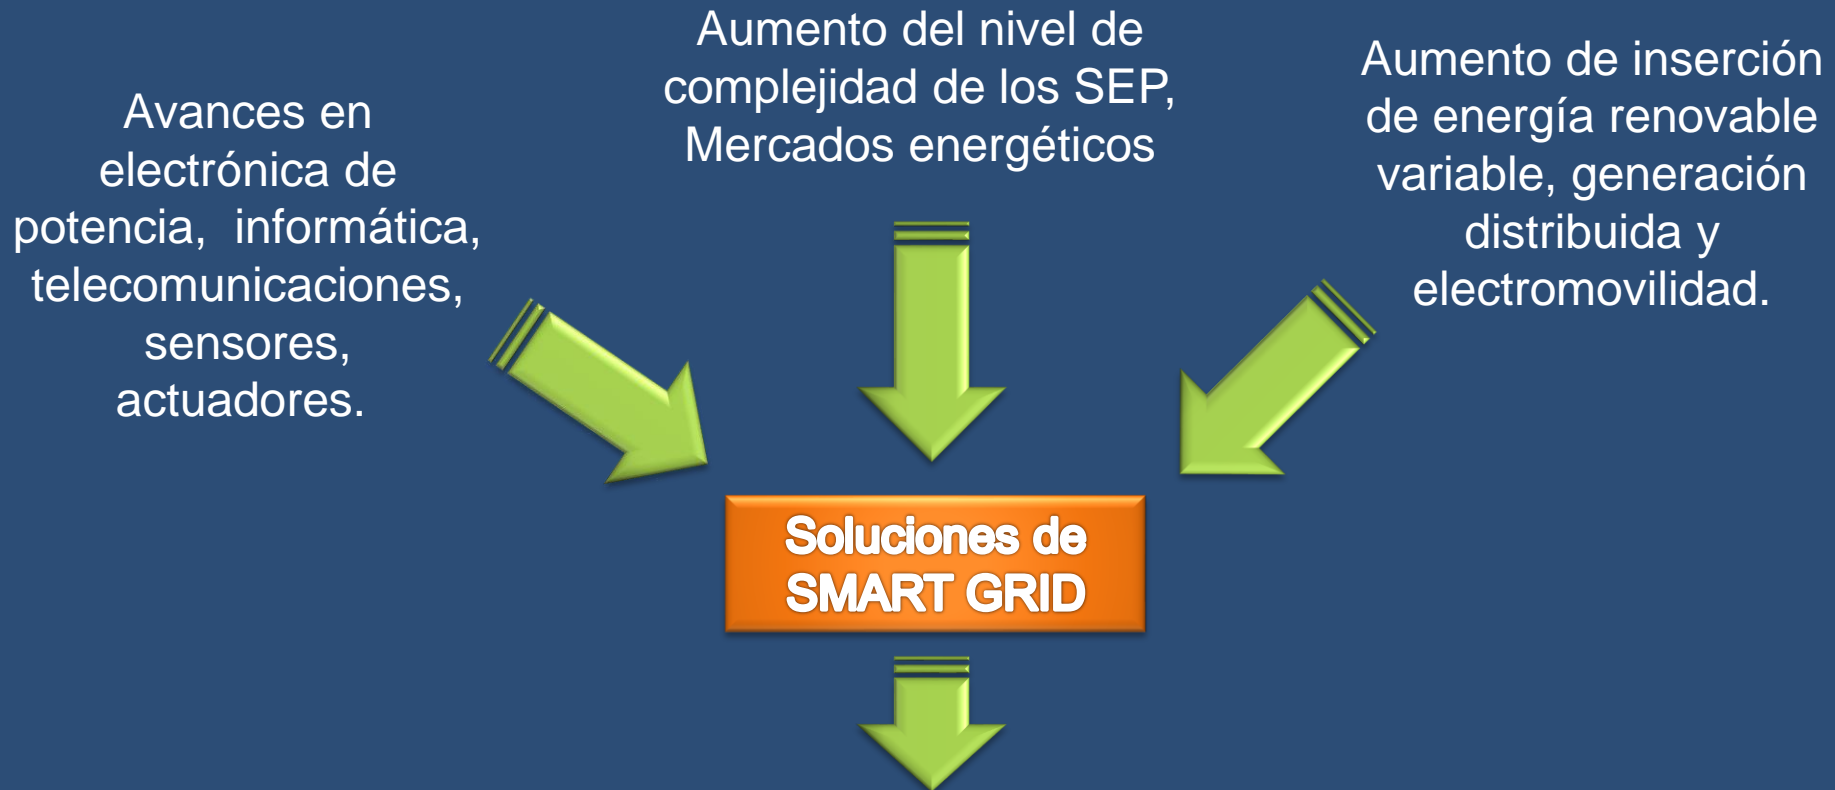 Avances en
electrónica de
potencia, informática,
telecomunicaciones,
sensores,
actuadores.
Aumento del nivel de
complejidad de los SEP,
Mercados energéticos
Aumento de inserción
de energía renovable
variable, generación
distribuida y
electromovilidad.
Soluciones de
SMART GRID